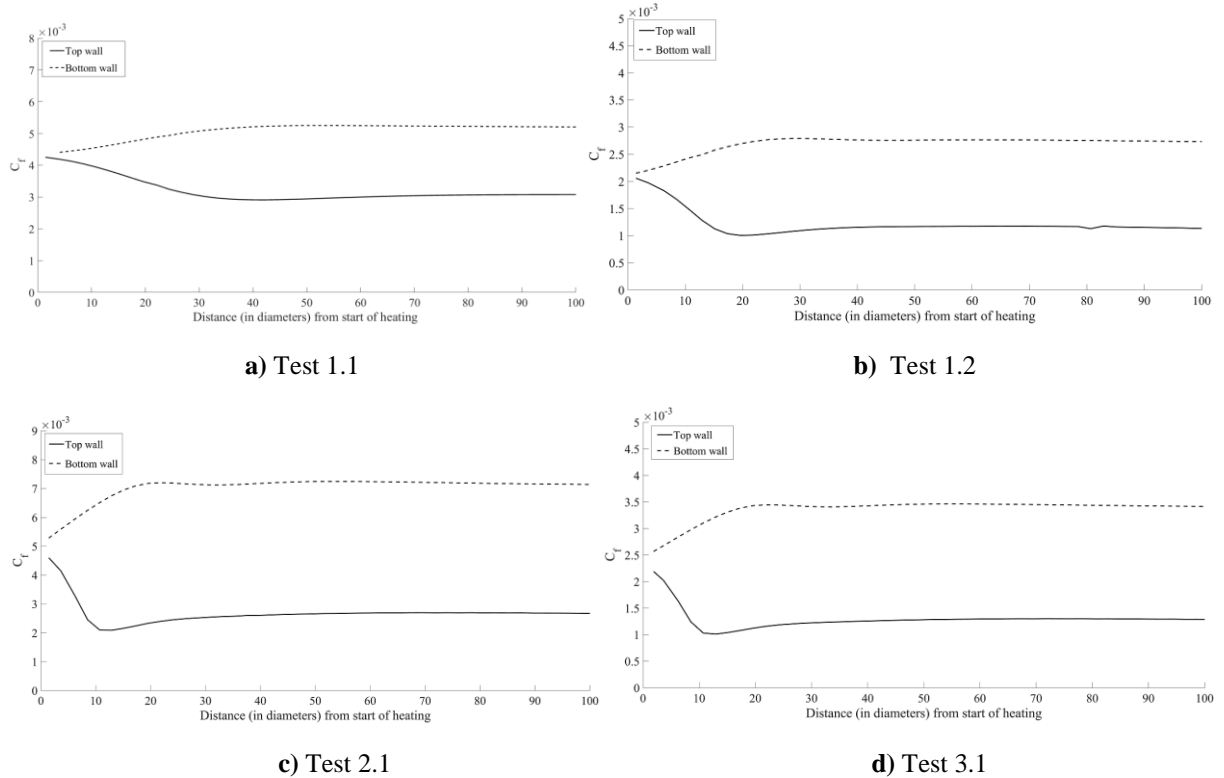 ×10⁻³
8
7
6
5
4
3
2
1
0
C_f
Top wall
Bottom wall
0 10 20 30 40 50 60 70 80 90 100
Distance (in diameters) from start of heating
a) Test 1.1
×10⁻³
5
4.5
4
3.5
3
2.5
2
1.5
1
0.5
0
C_f
Top wall
Bottom wall
0 10 20 30 40 50 60 70 80 90 100
Distance (in diameters) from start of heating
b) Test 1.2
×10⁻³
9
8
7
6
5
4
3
2
1
0
C_f
Top wall
Bottom wall
0 10 20 30 40 50 60 70 80 90 100
Distance (in diameters) from start of heating
c) Test 2.1
×10⁻³
5
4.5
4
3.5
3
2.5
2
1.5
1
0.5
0
C_f
Top wall
Bottom wall
0 10 20 30 40 50 60 70 80 90 100
Distance (in diameters) from start of heating
d) Test 3.1